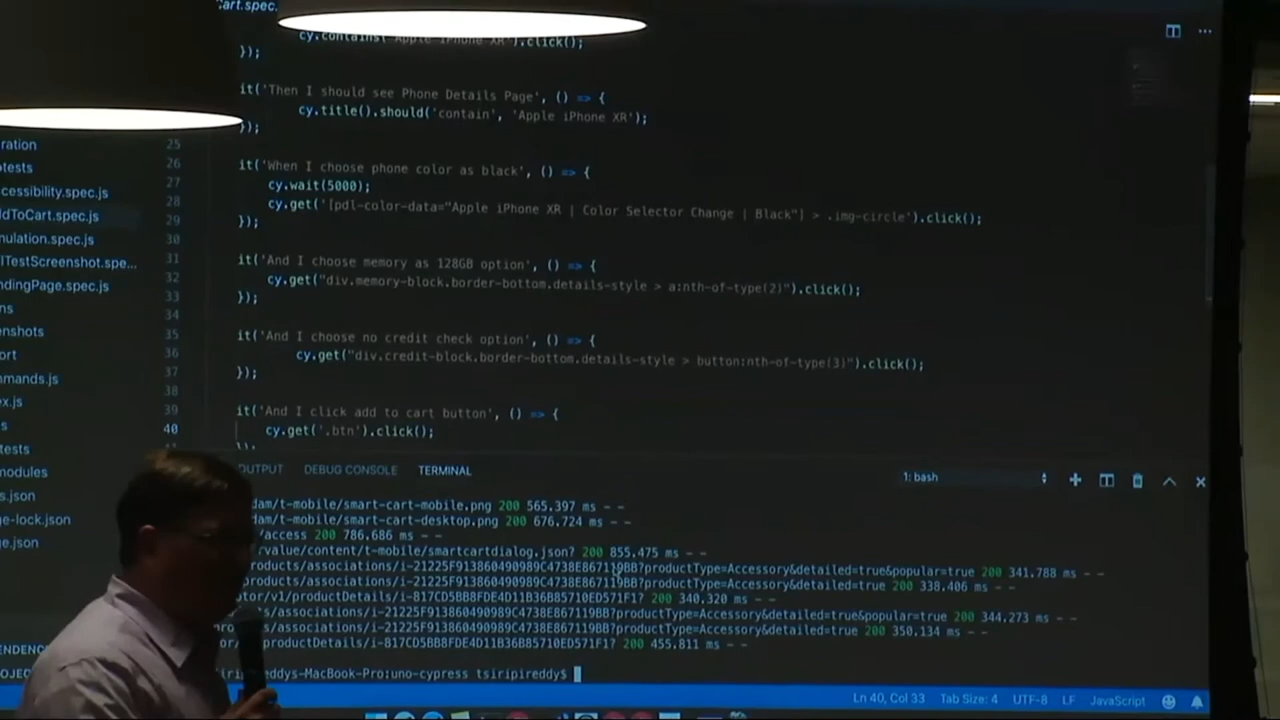 Cart.spec.
cy.contains('Apple iPhone XR').click();
});
it('Then I should see Phone Details Page', () => {
cy.title().should('contain', 'Apple iPhone XR');
});
25
26 it('When I choose phone color as black', () => {
27 cy.wait(5000);
28 cy.get('[pdl-color-data="Apple iPhone XR | Color Selector Change | Black"] > .img-circle').click();
29 });
30
31 it('And I choose memory as 128GB option', () => {
32 cy.get("div.memory-block.border-bottom.details-style > a:nth-of-type(2)").click();
33 });
34
35 it('And I choose no credit check option', () => {
36 cy.get("div.credit-block.border-bottom.details-style > button:nth-of-type(3)").click();
37 });
38
39 it('And I click add to cart button', () => {
40 cy.get('.btn').click();
ration
tests
cessibility.spec.js
dToCart.spec.js
mulation.spec.js
lTestScreenshot.spe...
ndingPage.spec.js
ns
enshots
ort
mmands.js
ex.js
s
tests
modules
s.json
ge-lock.json
ge.json
OUTPUT DEBUG CONSOLE TERMINAL 1: bash
dam/t-mobile/smart-cart-mobile.png 200 565.397 ms - -
dam/t-mobile/smart-cart-desktop.png 200 676.724 ms - -
/access 200 786.686 ms - -
rvalue/content/t-mobile/smartcartdialog.json? 200 855.475 ms - -
products/associations/i-21225F913860490989C4738E867119BB?productType=Accessory&detailed=true&popular=true 200 341.788 ms - -
products/associations/i-21225F913860490989C4738E867119BB?productType=Accessory&detailed=true 200 338.406 ms - -
tor/v1/productDetails/i-817CD5BB8FDE4D11B36B85710ED571F1? 200 340.320 ms - -
ts/associations/i-21225F913860490989C4738E867119BB?productType=Accessory&detailed=true&popular=true 200 344.273 ms - -
products/associations/i-21225F913860490989C4738E867119BB?productType=Accessory&detailed=true 200 350.134 ms - -
productDetails/i-817CD5BB8FDE4D11B36B85710ED571F1? 200 455.811 ms - -
iripireddys-MacBook-Pro:uno-cypress tsiripireddy$
ENDENC
OJEC
Ln 40, Col 33 Tab Size: 4 UTF-8 LF JavaScript